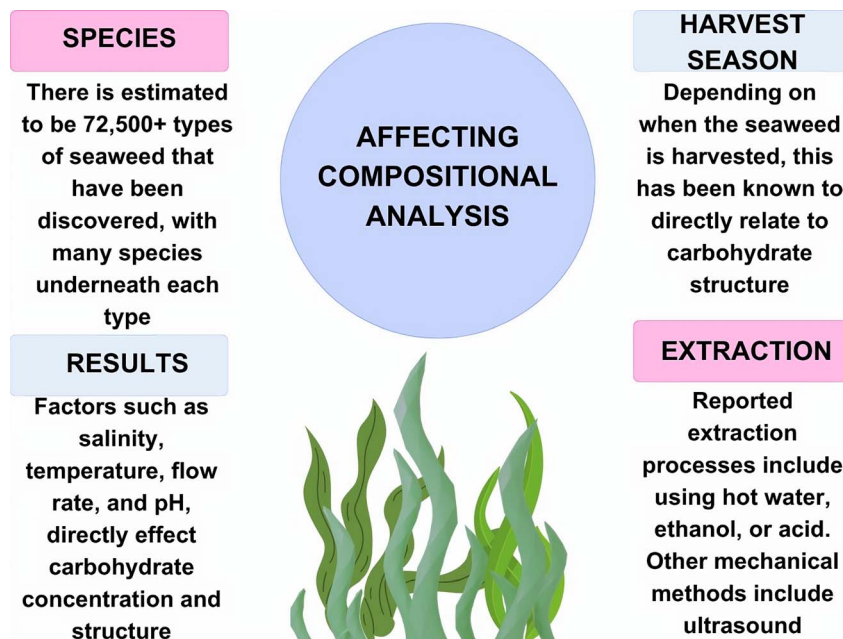 SPECIES
There is estimated
to be 72,500+ types
of seaweed that
have been
discovered, with
many species
underneath each
type
RESULTS
Factors such as
salinity,
temperature, flow
rate, and pH,
directly effect
carbohydrate
concentration and
structure
AFFECTING
COMPOSITIONAL
ANALYSIS
HARVEST
SEASON
Depending on
when the seaweed
is harvested, this
has been known to
directly relate to
carbohydrate
structure
EXTRACTION
Reported
extraction
processes include
using hot water,
ethanol, or acid.
Other mechanical
methods include
ultrasound